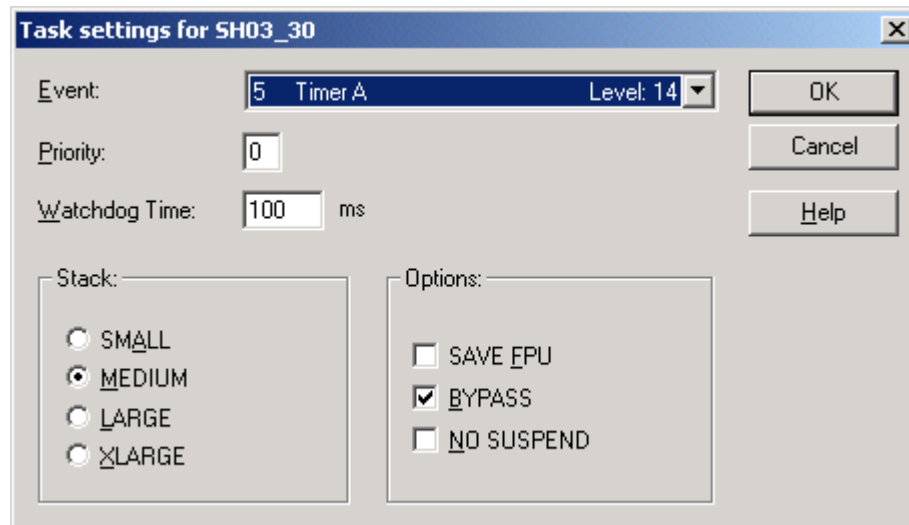 Task settings for SH03_30
Event: 5 Timer A Level: 14 OK
Priority: 0 Cancel
Watchdog Time: 100 ms Help
Stack: Options:
SMALL SAVE FPU
MEDIUM BYPASS
LARGE NO SUSPEND
XLARGE